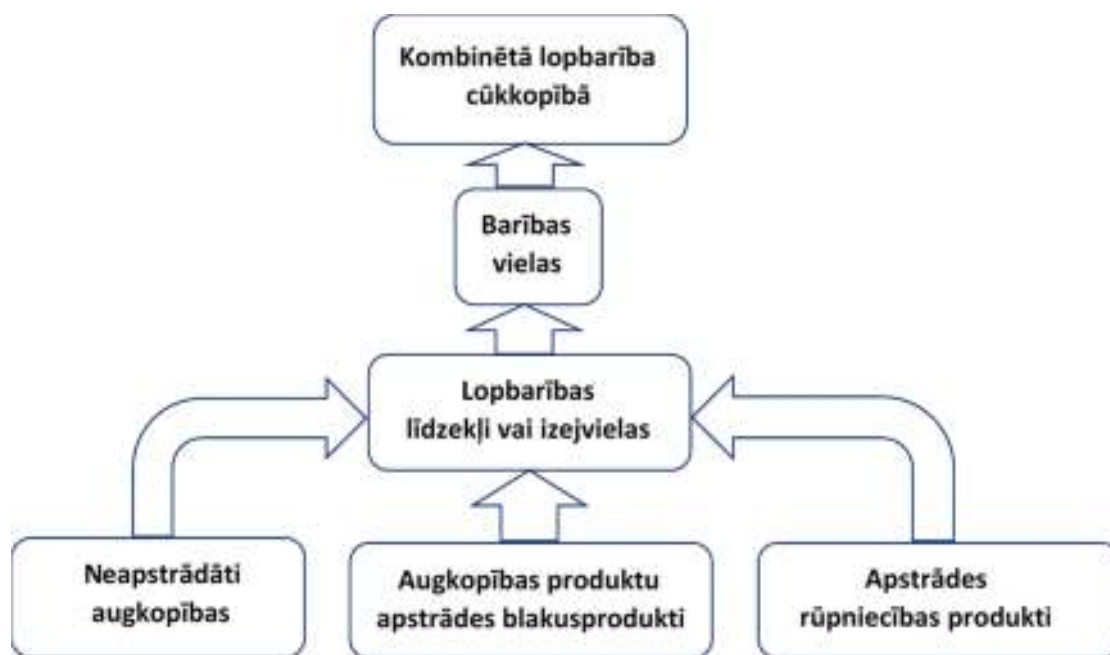 Kombinētā lopbarība
cūkkopībā
Barības
vielas
Lopbarības
līdzekļi vai izejvielas
Neapstrādāti
augkopības
Augkopības produktu
apstrādes blakusprodukti
Apstrādes
rūpniecības produkti